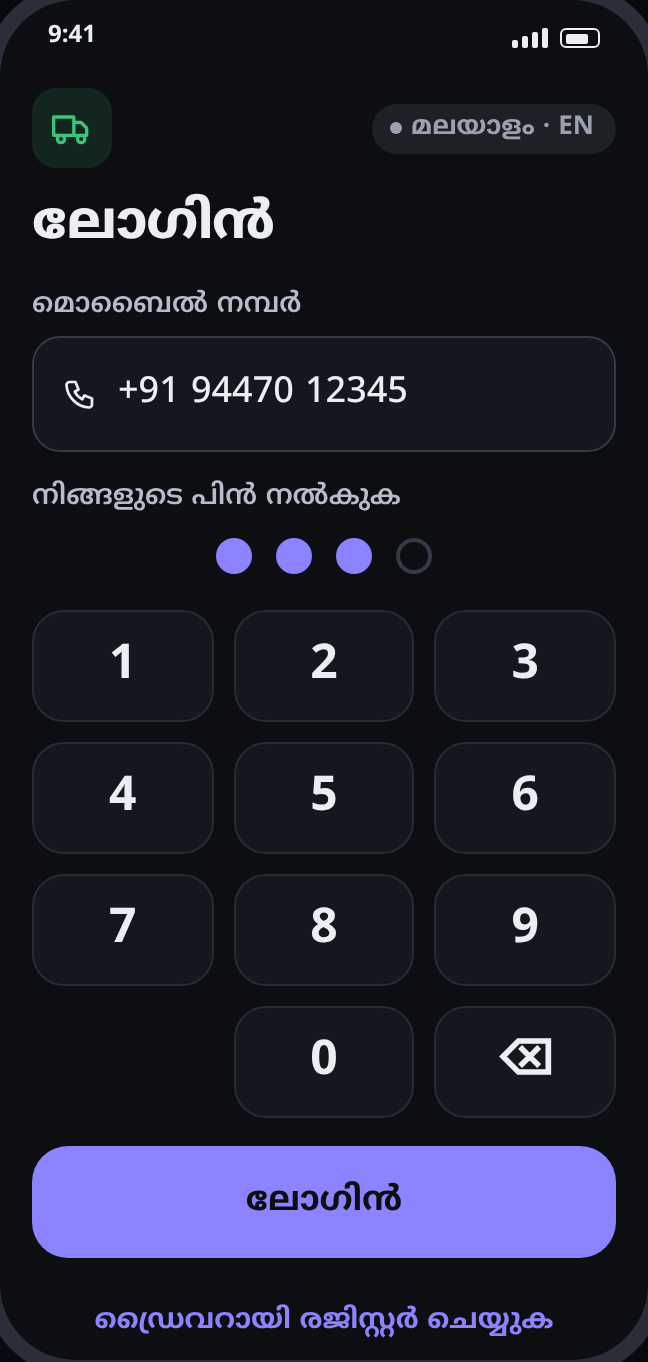 9:41
മലയാളം · EN
ലോഗിൻ
മൊബൈൽ നമ്പർ
+91 94470 12345
നിങ്ങളുടെ പിൻ നൽകുക
1 2 3
4 5 6
7 8 9
0
ലോഗിൻ
ഡ്രൈവറായി രജിസ്റ്റർ ചെയ്യുക